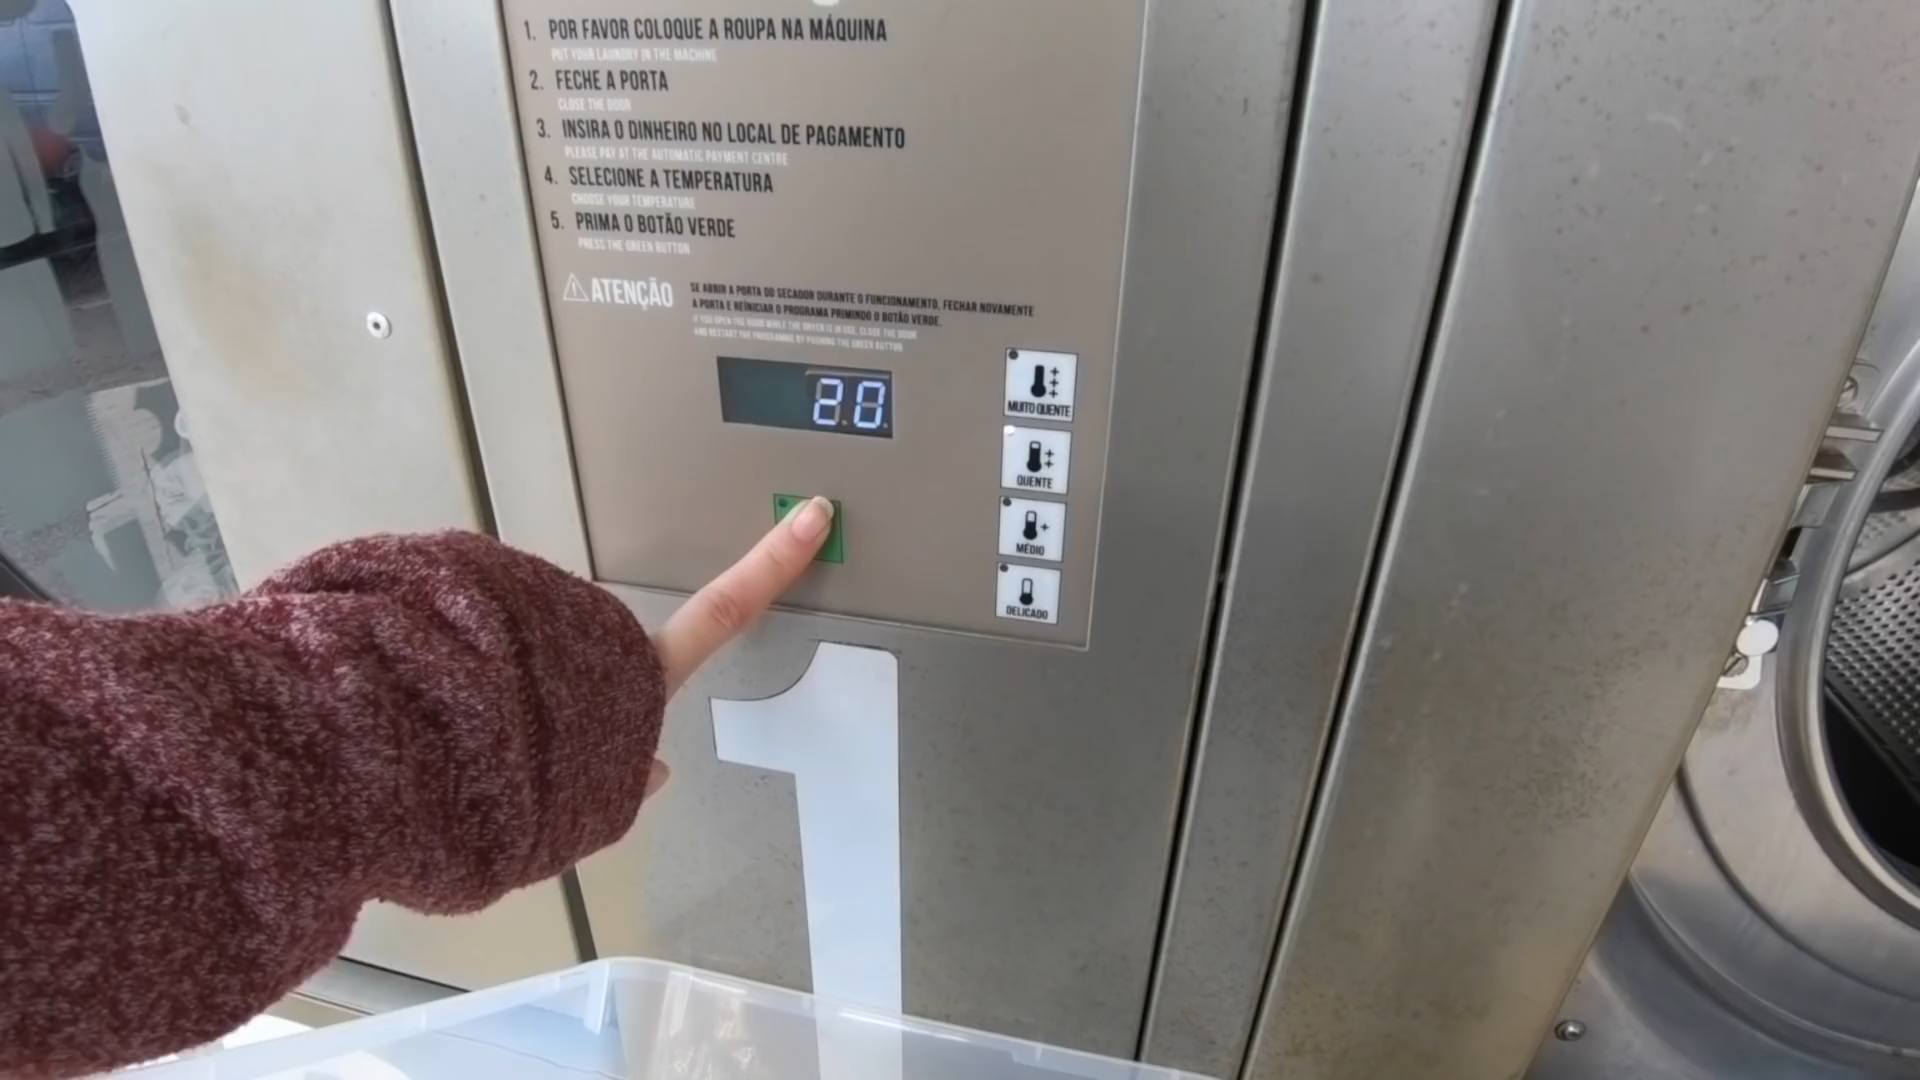 1. POR FAVOR COLOQUE A ROUPA NA MÁQUINA
PUT YOUR LAUNDRY IN THE MACHINE
2. FECHE A PORTA
CLOSE THE DOOR
3. INSIRA O DINHEIRO NO LOCAL DE PAGAMENTO
PLEASE PAY AT THE AUTOMATIC PAYMENT CENTRE
4. SELECIONE A TEMPERATURA
CHOOSE YOUR TEMPERATURE
5. PRIMA O BOTÃO VERDE
PRESS THE GREEN BUTTON
ATENÇÃO
SE ABRIR A PORTA DO SECADOR DURANTE O FUNCIONAMENTO, FECHAR NOVAMENTE
A PORTA E REÏNICIAR O PROGRAMA PRIMINDO O BOTÃO VERDE.
IF YOU OPEN THE DOOR WHILE THE DRYER IS IN USE, CLOSE THE DOOR
AND RESTART THE PROGRAMME BY PUSHING THE GREEN BUTTON
20
MUITO QUENTE
QUENTE
MÉDIO
DELICADO
1